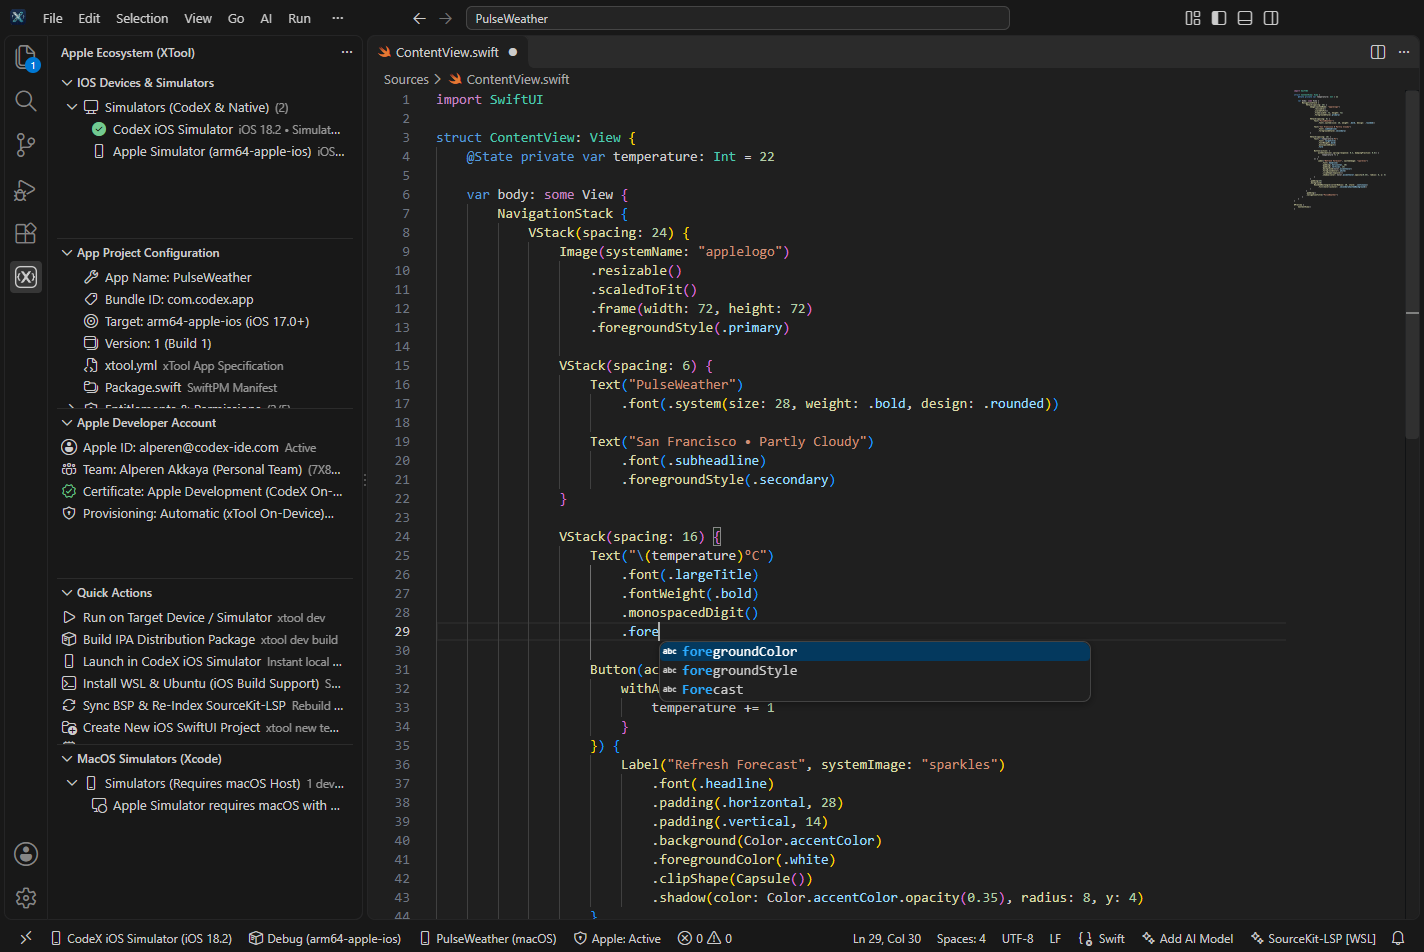 File Edit Selection View Go AI Run ···
PulseWeather
1
Apple Ecosystem (XTool)
IOS Devices & Simulators
Simulators (CodeX & Native) (2)
CodeX iOS Simulator iOS 18.2 • Simulat...
Apple Simulator (arm64-apple-ios) iOS...
App Project Configuration
App Name: PulseWeather
Bundle ID: com.codex.app
Target: arm64-apple-ios (iOS 17.0+)
Version: 1 (Build 1)
xtool.yml xTool App Specification
Package.swift SwiftPM Manifest
Apple Developer Account
Apple ID: alperen@codex-ide.com Active
Team: Alperen Akkaya (Personal Team) (7X8...
Certificate: Apple Development (CodeX On-...
Provisioning: Automatic (xTool On-Device)...
Quick Actions
Run on Target Device / Simulator xtool dev
Build IPA Distribution Package xtool dev build
Launch in CodeX iOS Simulator Instant local ...
Install WSL & Ubuntu (iOS Build Support) S...
Sync BSP & Re-Index SourceKit-LSP Rebuild ...
Create New iOS SwiftUI Project xtool new te...
MacOS Simulators (Xcode)
Simulators (Requires macOS Host) 1 dev...
Apple Simulator requires macOS with ...
ContentView.swift
Sources > ContentView.swift
1 import SwiftUI
2
3 struct ContentView: View {
4 @State private var temperature: Int = 22
5
6 var body: some View {
7 NavigationStack {
8 VStack(spacing: 24) {
9 Image(systemName: "applelogo")
10 .resizable()
11 .scaledToFit()
12 .frame(width: 72, height: 72)
13 .foregroundStyle(.primary)
14
15 VStack(spacing: 6) {
16 Text("PulseWeather")
17 .font(.system(size: 28, weight: .bold, design: .rounded))
18
19 Text("San Francisco • Partly Cloudy")
20 .font(.subheadline)
21 .foregroundStyle(.secondary)
22 }
23
24 VStack(spacing: 16) {
25 Text("\(temperature)°C")
26 .font(.largeTitle)
27 .fontWeight(.bold)
28 .monospacedDigit()
29 .fore
30
abc foregroundColor
abc foregroundStyle
abc Forecast
31 Button(ac
32 withA
33 temperature += 1
34 }
35 }) {
36 Label("Refresh Forecast", systemImage: "sparkles")
37 .font(.headline)
38 .padding(.horizontal, 28)
39 .padding(.vertical, 14)
40 .background(Color.accentColor)
41 .foregroundColor(.white)
42 .clipShape(Capsule())
43 .shadow(color: Color.accentColor.opacity(0.35), radius: 8, y: 4)
44 }
CodeX iOS Simulator (iOS 18.2) Debug (arm64-apple-ios) PulseWeather (macOS) Apple: Active 0 0 Ln 29, Col 30 Spaces: 4 UTF-8 LF {} Swift Add AI Model SourceKit-LSP [WSL]